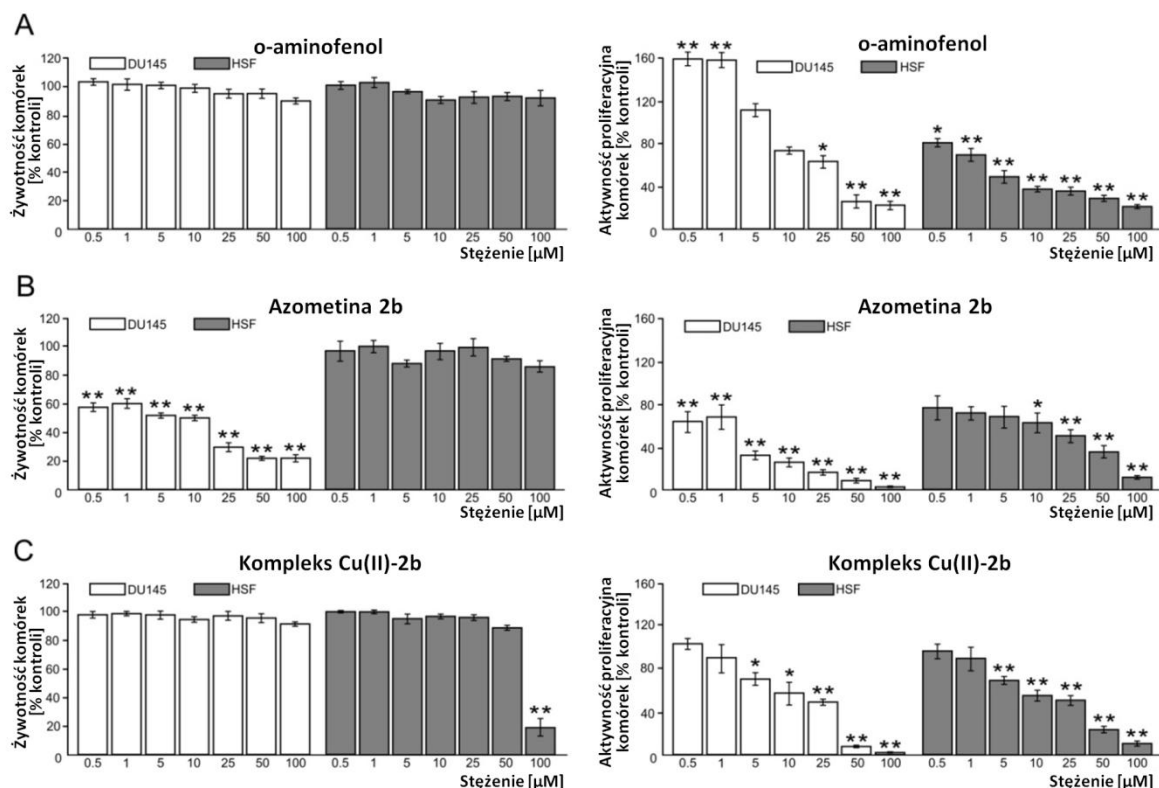 A
o-aminofenol
DU145 HSF
Żywotność komórek
[% kontroli]
120
100
80
60
40
20
0
0.5 1 5 10 25 50 100 0.5 1 5 10 25 50 100
Stężenie [µM]
o-aminofenol
DU145 HSF
Aktywność proliferacyjna
komórek [% kontroli]
160
120
80
40
0
** ** * ** ** * ** ** ** ** ** **
0.5 1 5 10 25 50 100 0.5 1 5 10 25 50 100
Stężenie [µM]
B
Azometina 2b
DU145 HSF
Żywotność komórek
[% kontroli]
120
100
80
60
40
20
0
** ** ** ** ** ** **
0.5 1 5 10 25 50 100 0.5 1 5 10 25 50 100
Stężenie [µM]
Azometina 2b
DU145 HSF
Aktywność proliferacyjna
komórek [% kontroli]
160
120
80
40
0
** ** ** ** ** ** ** * ** ** **
0.5 1 5 10 25 50 100 0.5 1 5 10 25 50 100
Stężenie [µM]
C
Kompleks Cu(II)-2b
DU145 HSF
Żywotność komórek
[% kontroli]
120
100
80
60
40
20
0
**
0.5 1 5 10 25 50 100 0.5 1 5 10 25 50 100
Stężenie [µM]
Kompleks Cu(II)-2b
DU145 HSF
Aktywność proliferacyjna
komórek [% kontroli]
160
120
80
40
0
* * ** ** ** ** ** ** ** **
0.5 1 5 10 25 50 100 0.5 1 5 10 25 50 100
Stężenie [µM]